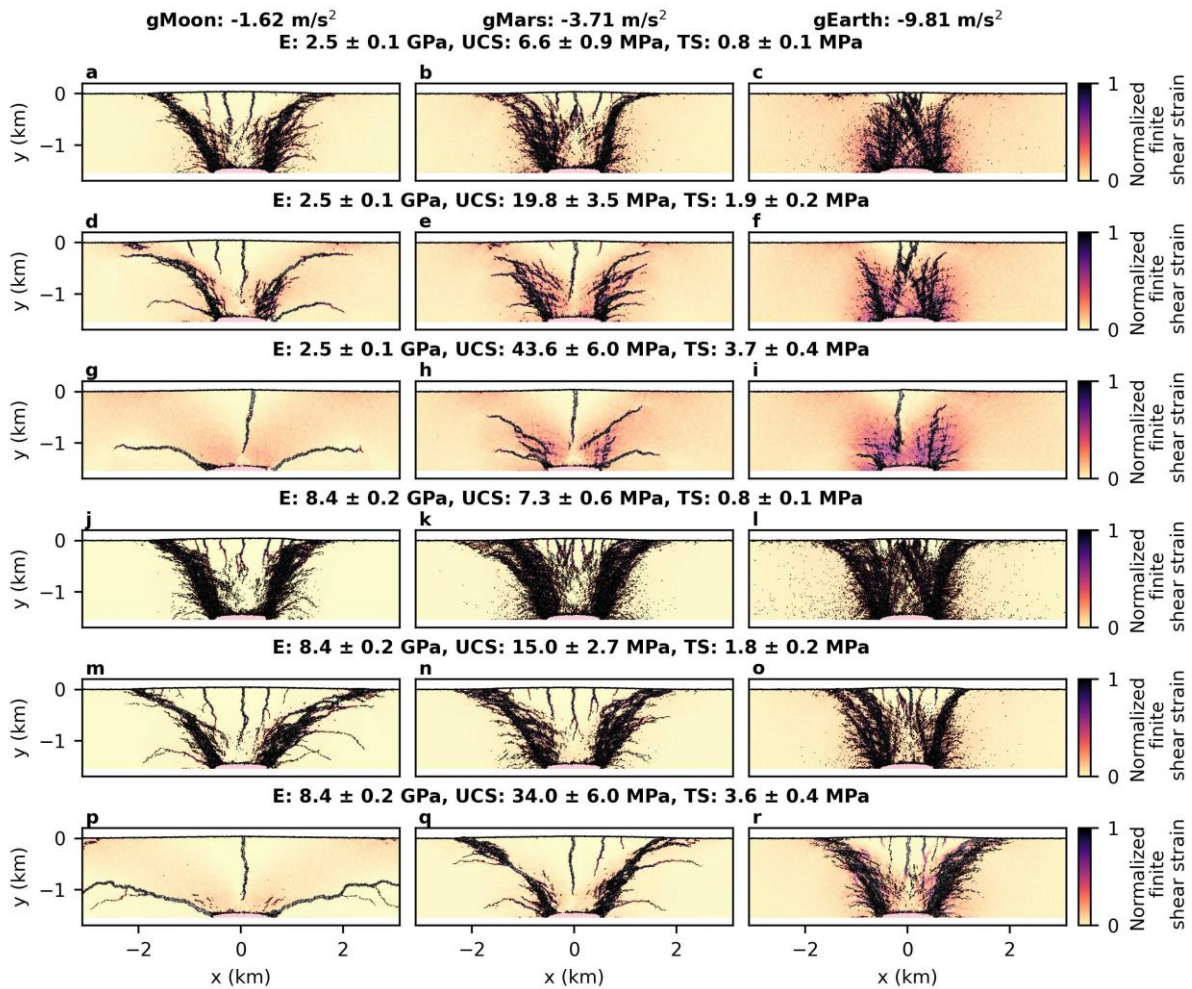 gMoon: -1.62 m/s² gMars: -3.71 m/s² gEarth: -9.81 m/s²
E: 2.5 ± 0.1 GPa, UCS: 6.6 ± 0.9 MPa, TS: 0.8 ± 0.1 MPa
a b c
0
−1
y (km)
1
0
Normalized
finite
shear strain
E: 2.5 ± 0.1 GPa, UCS: 19.8 ± 3.5 MPa, TS: 1.9 ± 0.2 MPa
d e f
0
−1
y (km)
1
0
Normalized
finite
shear strain
E: 2.5 ± 0.1 GPa, UCS: 43.6 ± 6.0 MPa, TS: 3.7 ± 0.4 MPa
g h i
0
−1
y (km)
1
0
Normalized
finite
shear strain
E: 8.4 ± 0.2 GPa, UCS: 7.3 ± 0.6 MPa, TS: 0.8 ± 0.1 MPa
j k l
0
−1
y (km)
1
0
Normalized
finite
shear strain
E: 8.4 ± 0.2 GPa, UCS: 15.0 ± 2.7 MPa, TS: 1.8 ± 0.2 MPa
m n o
0
−1
y (km)
1
0
Normalized
finite
shear strain
E: 8.4 ± 0.2 GPa, UCS: 34.0 ± 6.0 MPa, TS: 3.6 ± 0.4 MPa
p q r
0
−1
y (km)
1
0
Normalized
finite
shear strain
−2 0 2 −2 0 2 −2 0 2
x (km) x (km) x (km)